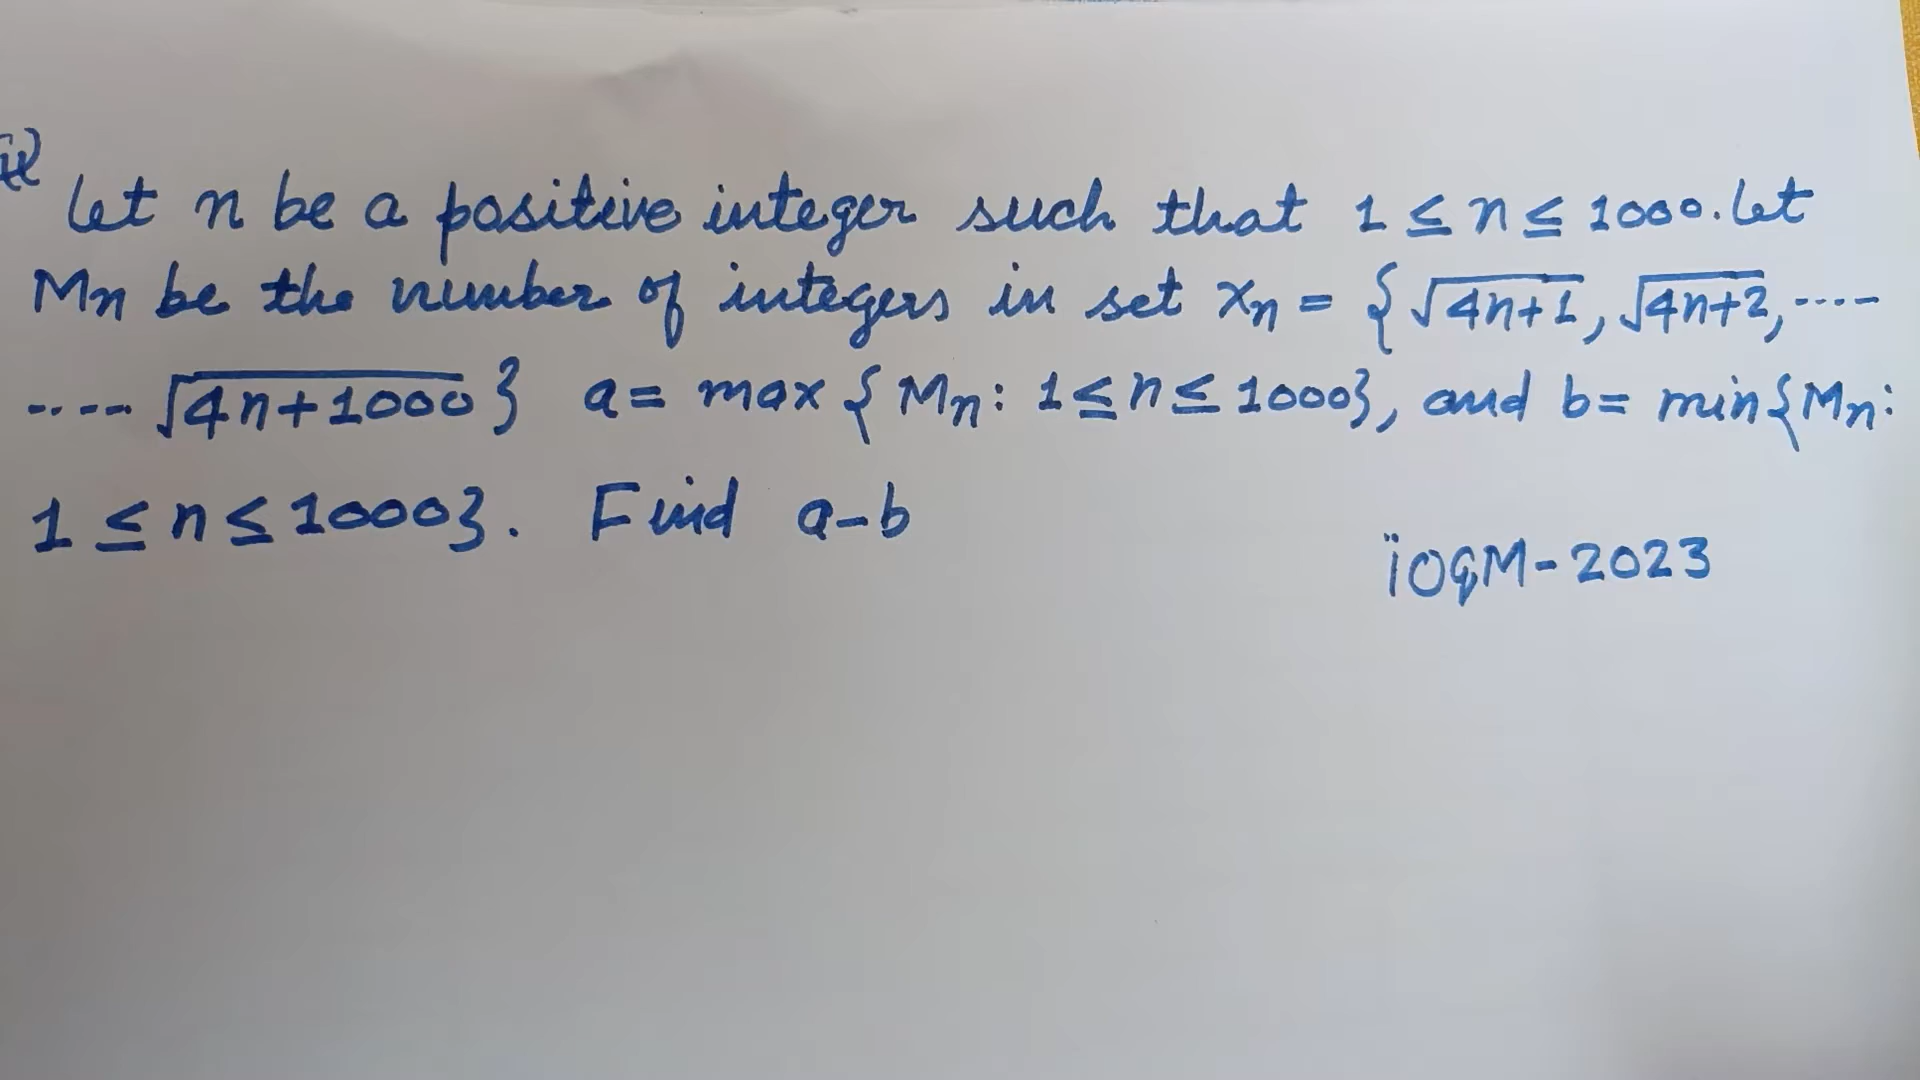 Let n be a positive integer such that 1 ≤ n ≤ 1000. Let
Mn be the number of integers in set Xn = {√4n+1, √4n+2, ....
.... √4n+1000} a = max {Mn: 1≤n≤1000}, and b = min{Mn:
1 ≤ n ≤ 1000}. Find a-b
IOQM-2023